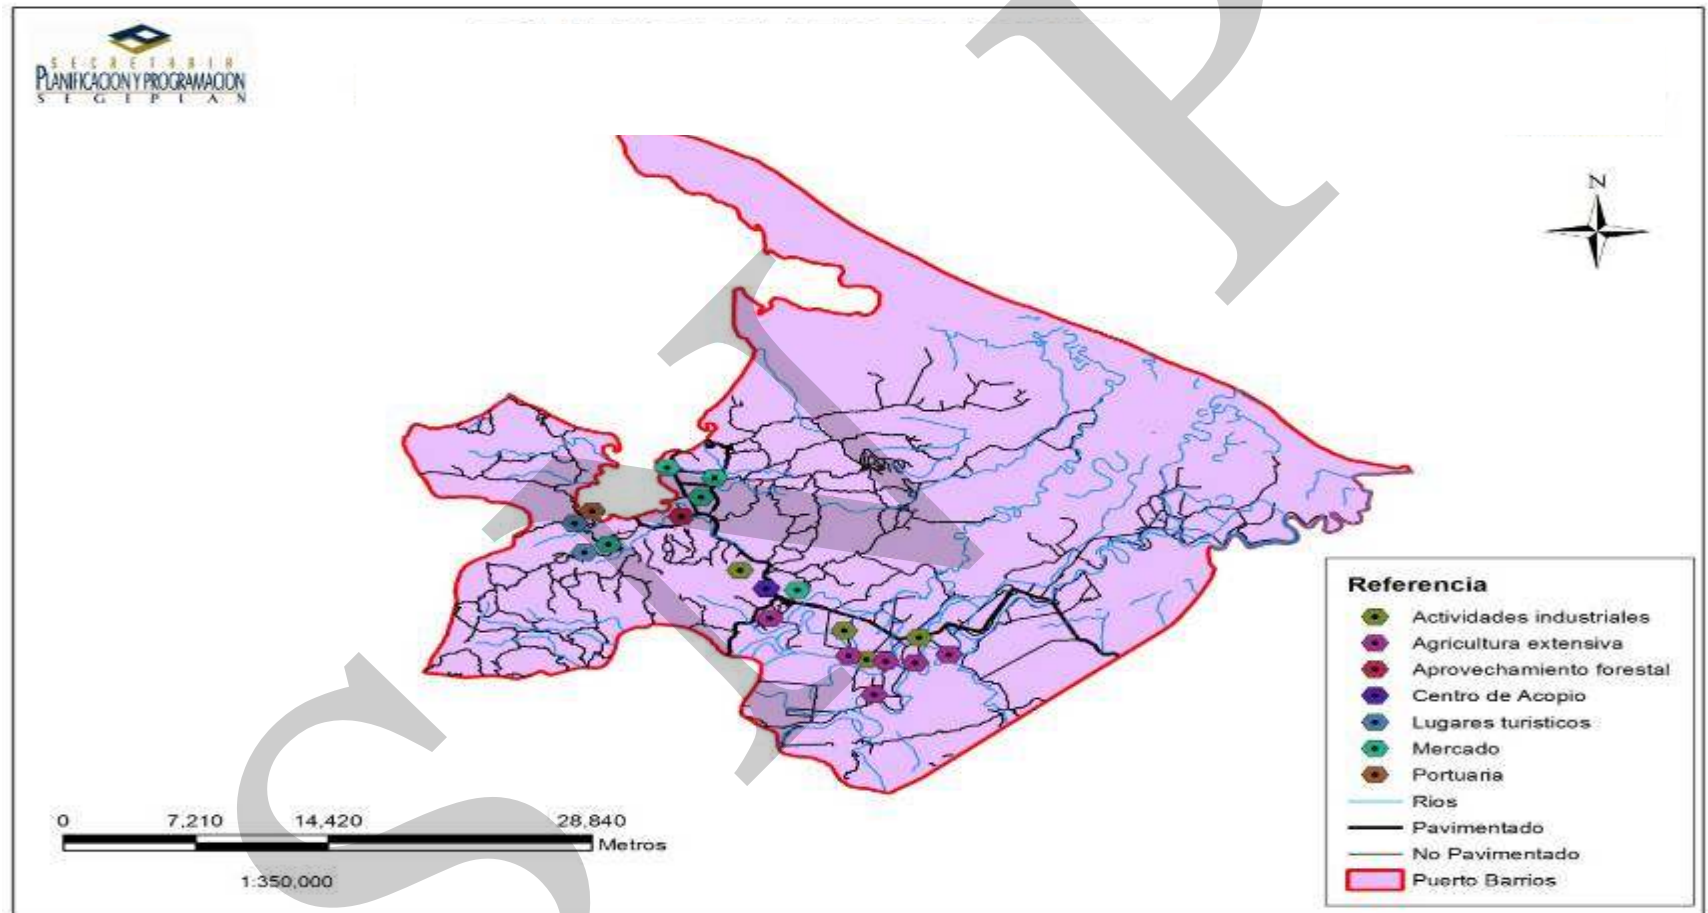 SECRETARIA
PLANIFICACION Y PROGRAMACION
SEGEPLAN
N
Referencia
Actividades industriales
Agricultura extensiva
Aprovechamiento forestal
Centro de Acopio
Lugares turisticos
Mercado
Portuaria
Rios
Pavimentado
No Pavimentado
Puerto Barrios
0 7,210 14,420 28,840
Metros
1:350,000